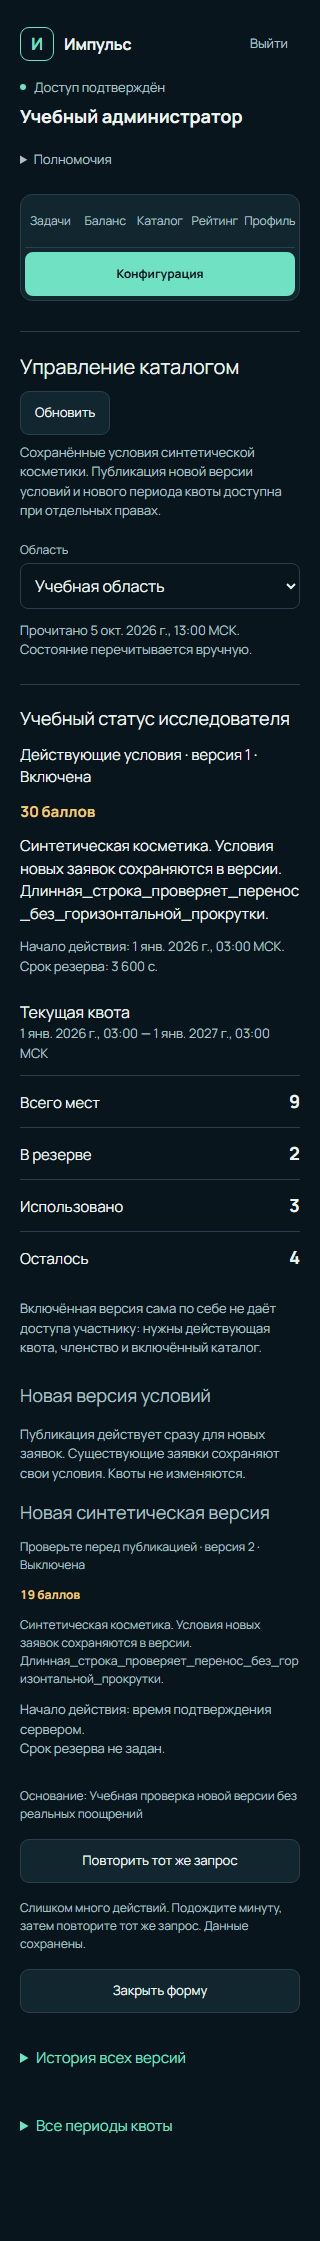 И Импульс Выйти
Доступ подтверждён
Учебный администратор
Полномочия
Задачи Баланс Каталог Рейтинг Профиль
Конфигурация
Управление каталогом
Обновить
Сохранённые условия синтетической
косметики. Публикация новой версии
условий и нового периода квоты доступна
при отдельных правах.
Область
Учебная область
Прочитано 5 окт. 2026 г., 13:00 МСК.
Состояние перечитывается вручную.
Учебный статус исследователя
Действующие условия · версия 1 ·
Включена
30 баллов
Синтетическая косметика. Условия
новых заявок сохраняются в версии.
Длинная_строка_проверяет_перенос
_без_горизонтальной_прокрутки.
Начало действия: 1 янв. 2026 г., 03:00 МСК.
Срок резерва: 3 600 с.
Текущая квота
1 янв. 2026 г., 03:00 — 1 янв. 2027 г., 03:00
МСК
Всего мест 9
В резерве 2
Использовано 3
Осталось 4
Включённая версия сама по себе не даёт
доступа участнику: нужны действующая
квота, членство и включённый каталог.
Новая версия условий
Публикация действует сразу для новых
заявок. Существующие заявки сохраняют
свои условия. Квоты не изменяются.
Новая синтетическая версия
Проверьте перед публикацией · версия 2 ·
Выключена
19 баллов
Синтетическая косметика. Условия новых
заявок сохраняются в версии.
Длинная_строка_проверяет_перенос_без_гор
изонтальной_прокрутки.
Начало действия: время подтверждения
сервером.
Срок резерва не задан.
Основание: Учебная проверка новой версии без
реальных поощрений
Повторить тот же запрос
Слишком много действий. Подождите минуту,
затем повторите тот же запрос. Данные
сохранены.
Закрыть форму
История всех версий
Все периоды квоты